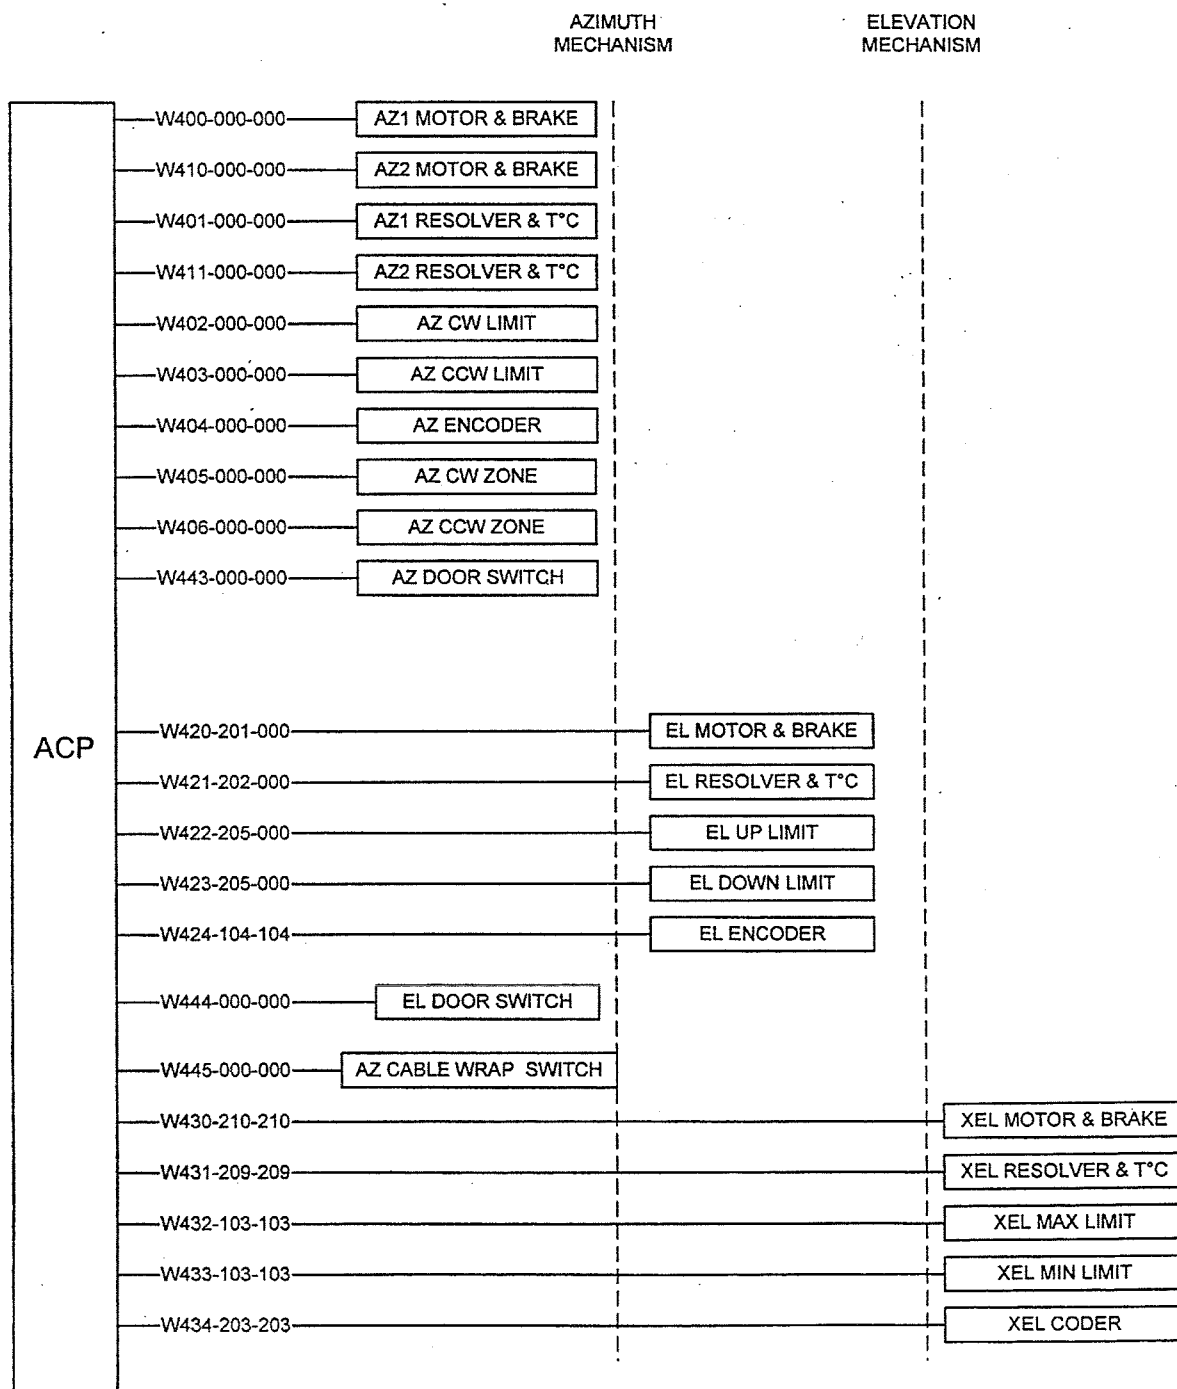 AZIMUTH
MECHANISM
ELEVATION
MECHANISM
W400-000-000 AZ1 MOTOR & BRAKE
W410-000-000 AZ2 MOTOR & BRAKE
W401-000-000 AZ1 RESOLVER & T°C
W411-000-000 AZ2 RESOLVER & T°C
W402-000-000 AZ CW LIMIT
W403-000-000 AZ CCW LIMIT
W404-000-000 AZ ENCODER
W405-000-000 AZ CW ZONE
W406-000-000 AZ CCW ZONE
W443-000-000 AZ DOOR SWITCH
W420-201-000 EL MOTOR & BRAKE
ACP
W421-202-000 EL RESOLVER & T°C
W422-205-000 EL UP LIMIT
W423-205-000 EL DOWN LIMIT
W424-104-104 EL ENCODER
W444-000-000 EL DOOR SWITCH
W445-000-000 AZ CABLE WRAP SWITCH
W430-210-210 XEL MOTOR & BRAKE
W431-209-209 XEL RESOLVER & T°C
W432-103-103 XEL MAX LIMIT
W433-103-103 XEL MIN LIMIT
W434-203-203 XEL CODER